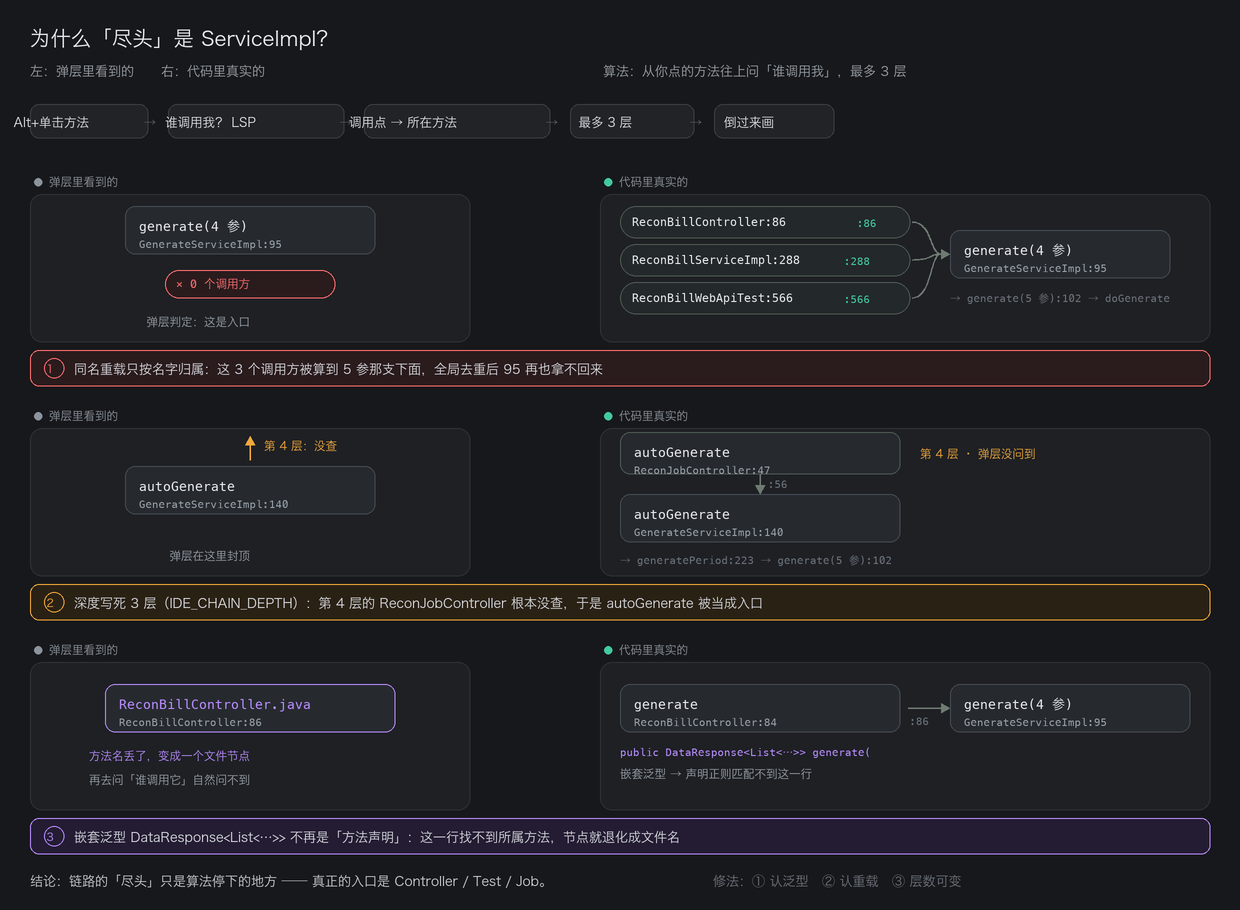 为什么「尽头」是 ServiceImpl?
左：弹层里看到的 右：代码里真实的 算法：从你点的方法往上问「谁调用我」，最多 3 层
Alt+单击方法 → 谁调用我？ LSP → 调用点 → 所在方法 → 最多 3 层 → 倒过来画
弹层里看到的
generate(4 参)
GenerateServiceImpl:95
× 0 个调用方
弹层判定：这是入口
代码里真实的
ReconBillController:86 :86
ReconBillServiceImpl:288 :288
ReconBillWebApiTest:566 :566
generate(4 参)
GenerateServiceImpl:95
→ generate(5 参):102 → doGenerate
① 同名重载只按名字归属：这 3 个调用方被算到 5 参那支下面，全局去重后 95 再也拿不回来
弹层里看到的
第 4 层：没查
autoGenerate
GenerateServiceImpl:140
弹层在这里封顶
代码里真实的
autoGenerate
ReconJobController:47
第 4 层 · 弹层没问到
:56
autoGenerate
GenerateServiceImpl:140
→ generatePeriod:223 → generate(5 参):102
② 深度写死 3 层（IDE_CHAIN_DEPTH）：第 4 层的 ReconJobController 根本没查，于是 autoGenerate 被当成入口
弹层里看到的
ReconBillController.java
ReconBillController:86
方法名丢了，变成一个文件节点
再去问「谁调用它」自然问不到
代码里真实的
generate
ReconBillController:84
:86
generate(4 参)
GenerateServiceImpl:95
public DataResponse<List<⋯>> generate(
嵌套泛型 → 声明正则匹配不到这一行
③ 嵌套泛型 DataResponse<List<⋯>> 不再是「方法声明」：这一行找不到所属方法，节点就退化成文件名
结论：链路的「尽头」只是算法停下的地方 —— 真正的入口是 Controller / Test / Job。 修法：① 认泛型 ② 认重载 ③ 层数可变